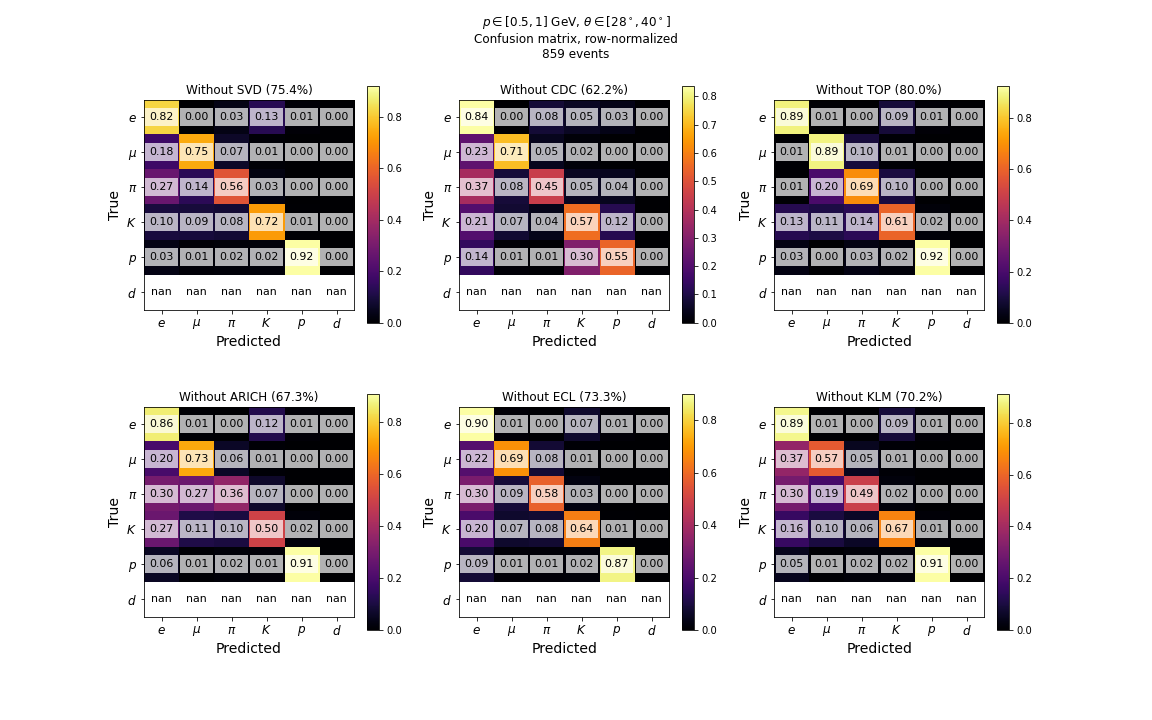 p ∈ [0.5, 1] GeV, θ ∈ [28°, 40°]
Confusion matrix, row-normalized
859 events
Without SVD (75.4%)
True
e 0.82 0.00 0.03 0.13 0.01 0.00
μ 0.18 0.75 0.07 0.01 0.00 0.00
π 0.27 0.14 0.56 0.03 0.00 0.00
K 0.10 0.09 0.08 0.72 0.01 0.00
p 0.03 0.01 0.02 0.02 0.92 0.00
d nan nan nan nan nan nan
e μ π K p d
Predicted
0.8
0.6
0.4
0.2
0.0
Without CDC (62.2%)
True
e 0.84 0.00 0.08 0.05 0.03 0.00
μ 0.23 0.71 0.05 0.02 0.00 0.00
π 0.37 0.08 0.45 0.05 0.04 0.00
K 0.21 0.07 0.04 0.57 0.12 0.00
p 0.14 0.01 0.01 0.30 0.55 0.00
d nan nan nan nan nan nan
e μ π K p d
Predicted
0.8
0.7
0.6
0.5
0.4
0.3
0.2
0.1
0.0
Without TOP (80.0%)
True
e 0.89 0.01 0.00 0.09 0.01 0.00
μ 0.01 0.89 0.10 0.01 0.00 0.00
π 0.01 0.20 0.69 0.10 0.00 0.00
K 0.13 0.11 0.14 0.61 0.02 0.00
p 0.03 0.00 0.03 0.02 0.92 0.00
d nan nan nan nan nan nan
e μ π K p d
Predicted
0.8
0.6
0.4
0.2
0.0
Without ARICH (67.3%)
True
e 0.86 0.01 0.00 0.12 0.01 0.00
μ 0.20 0.73 0.06 0.01 0.00 0.00
π 0.30 0.27 0.36 0.07 0.00 0.00
K 0.27 0.11 0.10 0.50 0.02 0.00
p 0.06 0.01 0.02 0.01 0.91 0.00
d nan nan nan nan nan nan
e μ π K p d
Predicted
0.8
0.6
0.4
0.2
0.0
Without ECL (73.3%)
True
e 0.90 0.01 0.00 0.07 0.01 0.00
μ 0.22 0.69 0.08 0.01 0.00 0.00
π 0.30 0.09 0.58 0.03 0.00 0.00
K 0.20 0.07 0.08 0.64 0.01 0.00
p 0.09 0.01 0.01 0.02 0.87 0.00
d nan nan nan nan nan nan
e μ π K p d
Predicted
0.8
0.6
0.4
0.2
0.0
Without KLM (70.2%)
True
e 0.89 0.01 0.00 0.09 0.01 0.00
μ 0.37 0.57 0.05 0.01 0.00 0.00
π 0.30 0.19 0.49 0.02 0.00 0.00
K 0.16 0.10 0.06 0.67 0.01 0.00
p 0.05 0.01 0.02 0.02 0.91 0.00
d nan nan nan nan nan nan
e μ π K p d
Predicted
0.8
0.6
0.4
0.2
0.0